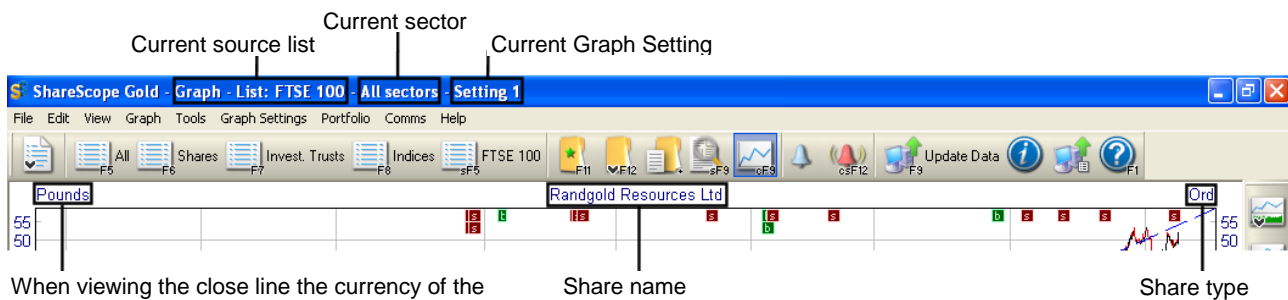 Current sector
Current source list
Current Graph Setting
ShareScope Gold - Graph - List: FTSE 100 - All sectors - Setting 1
File Edit View Graph Tools Graph Settings Portfolio Comms Help
All F5 Shares F6 Invest. Trusts F7 Indices F8 FTSE 100 sF5 F11 F12 sF9 cF9 csF12 F9 Update Data F1
Pounds Randgold Resources Ltd Ord
s t s s s b s s s s
55 s b 55
50 50
When viewing the close line the currency of the
Share name
Share type